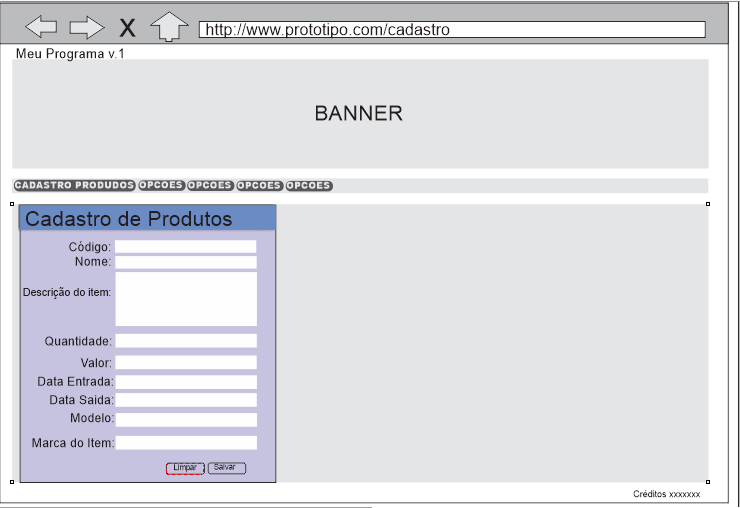 X http://www.prototipo.com/cadastro
Meu Programa v.1
BANNER
CADASTRO PRODUDOS OPCOES OPCOES OPCOES OPCOES
Cadastro de Produtos
Código:
Nome:
Descrição do item:
Quantidade:
Valor:
Data Entrada:
Data Saida:
Modelo:
Marca do Item:
Limpar Salvar
Créditos xxxxxxx